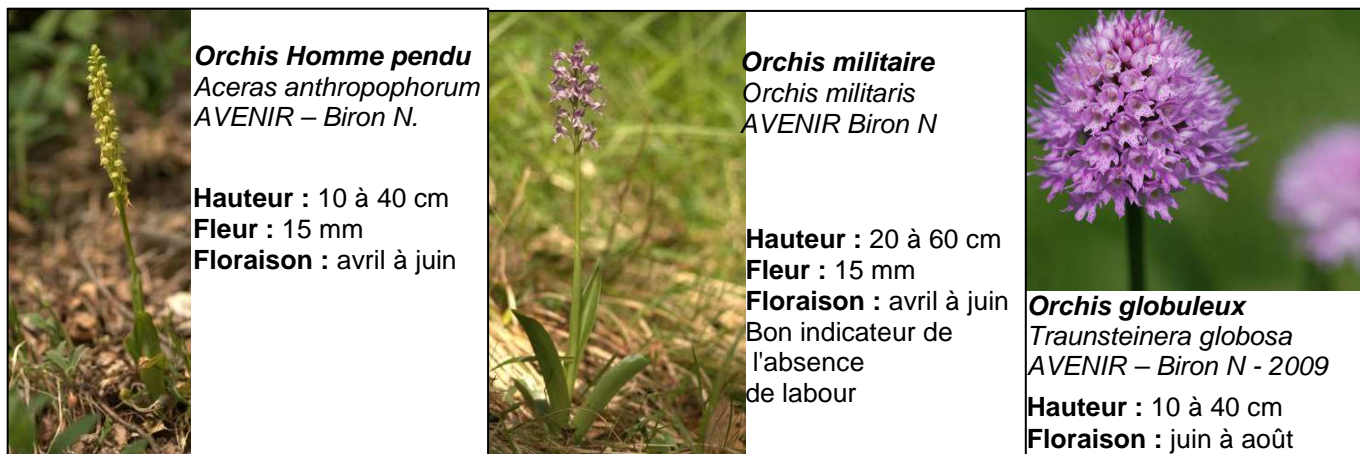 Orchis Homme pendu
Aceras anthropophorum
AVENIR – Biron N.
Hauteur : 10 à 40 cm
Fleur : 15 mm
Floraison : avril à juin
Orchis militaire
Orchis militaris
AVENIR Biron N
Hauteur : 20 à 60 cm
Fleur : 15 mm
Floraison : avril à juin
Bon indicateur de
l'absence
de labour
Orchis globuleux
Traunsteinera globosa
AVENIR – Biron N - 2009
Hauteur : 10 à 40 cm
Floraison : juin à août